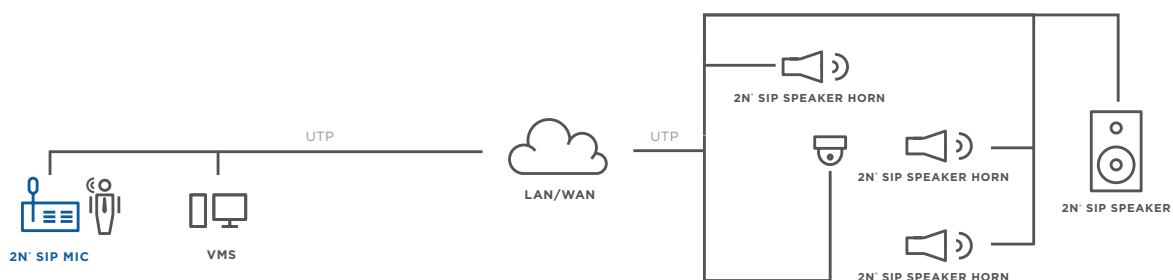 UTP
UTP
LAN/WAN
2N° SIP MIC
VMS
2N° SIP SPEAKER HORN
2N° SIP SPEAKER HORN
2N° SIP SPEAKER
2N° SIP SPEAKER HORN